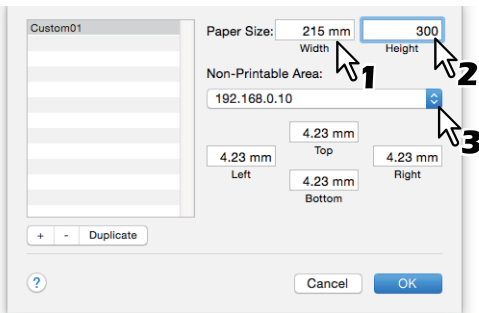 Custom01
Paper Size: 215 mm 300
Width Height
1 2
Non-Printable Area:
192.168.0.10
3
4.23 mm
Top
4.23 mm 4.23 mm
Left Right
4.23 mm
Bottom
+ - Duplicate
? Cancel OK